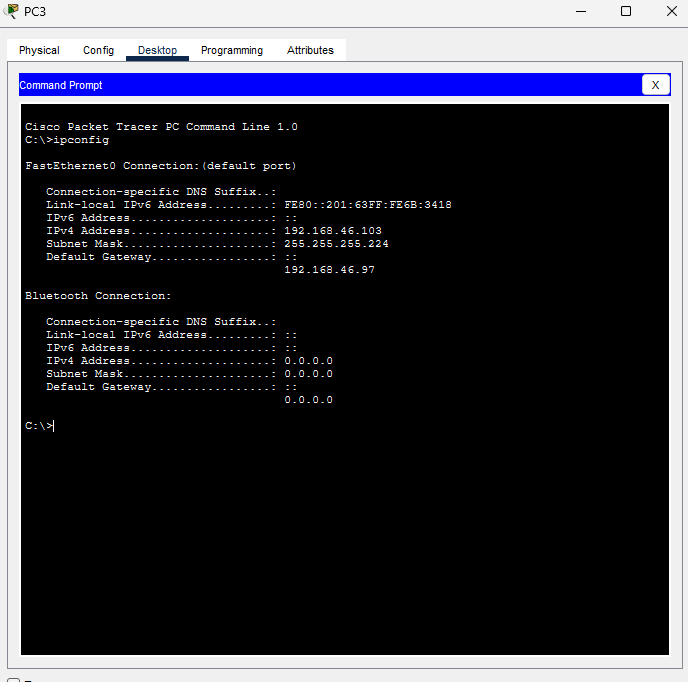 PC3
Physical Config Desktop Programming Attributes
Command Prompt X
Cisco Packet Tracer PC Command Line 1.0
C:\>ipconfig
FastEthernet0 Connection:(default port)
Connection-specific DNS Suffix..:
Link-local IPv6 Address.........: FE80::201:63FF:FE6B:3418
IPv6 Address....................: ::
IPv4 Address....................: 192.168.46.103
Subnet Mask.....................: 255.255.255.224
Default Gateway.................: ::
192.168.46.97
Bluetooth Connection:
Connection-specific DNS Suffix..:
Link-local IPv6 Address.........: ::
IPv6 Address....................: ::
IPv4 Address....................: 0.0.0.0
Subnet Mask.....................: 0.0.0.0
Default Gateway.................: ::
0.0.0.0
C:\>